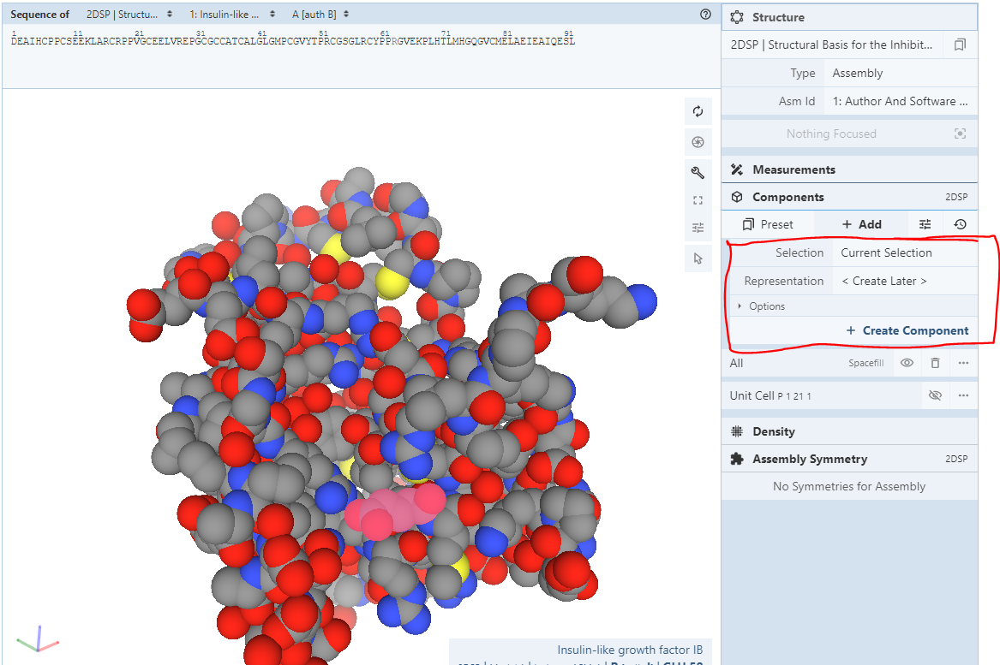 Sequence of 2DSP | Structu... 1: Insulin-like ... A [auth B]
1 11 21 31 41 51 61 71 81 91
DEAIHCPPCSEEKLARCRPPVGCEELVREPGCGCCATCALGLGMPCGVYTPRCGSGLRCYPPRGVEKPLHTLMHGQGVCMELAEIEAIQESL
Structure
2DSP | Structural Basis for the Inhibit...
Type Assembly
Asm Id 1: Author And Software ...
Nothing Focused
Measurements
Components 2DSP
Preset + Add
Selection Current Selection
Representation < Create Later >
Options
+ Create Component
All Spacefill
Unit Cell P 1 21 1
Density
Assembly Symmetry 2DSP
No Symmetries for Assembly
Insulin-like growth factor IB